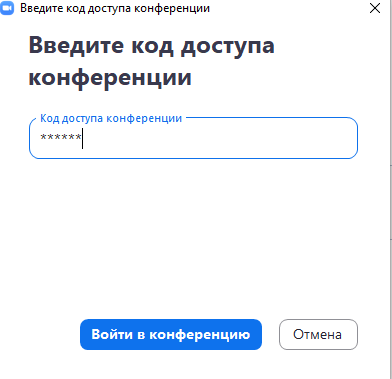 Введите код доступа конференции
Введите код доступа
конференции
Код доступа конференции
******
Войти в конференцию
Отмена